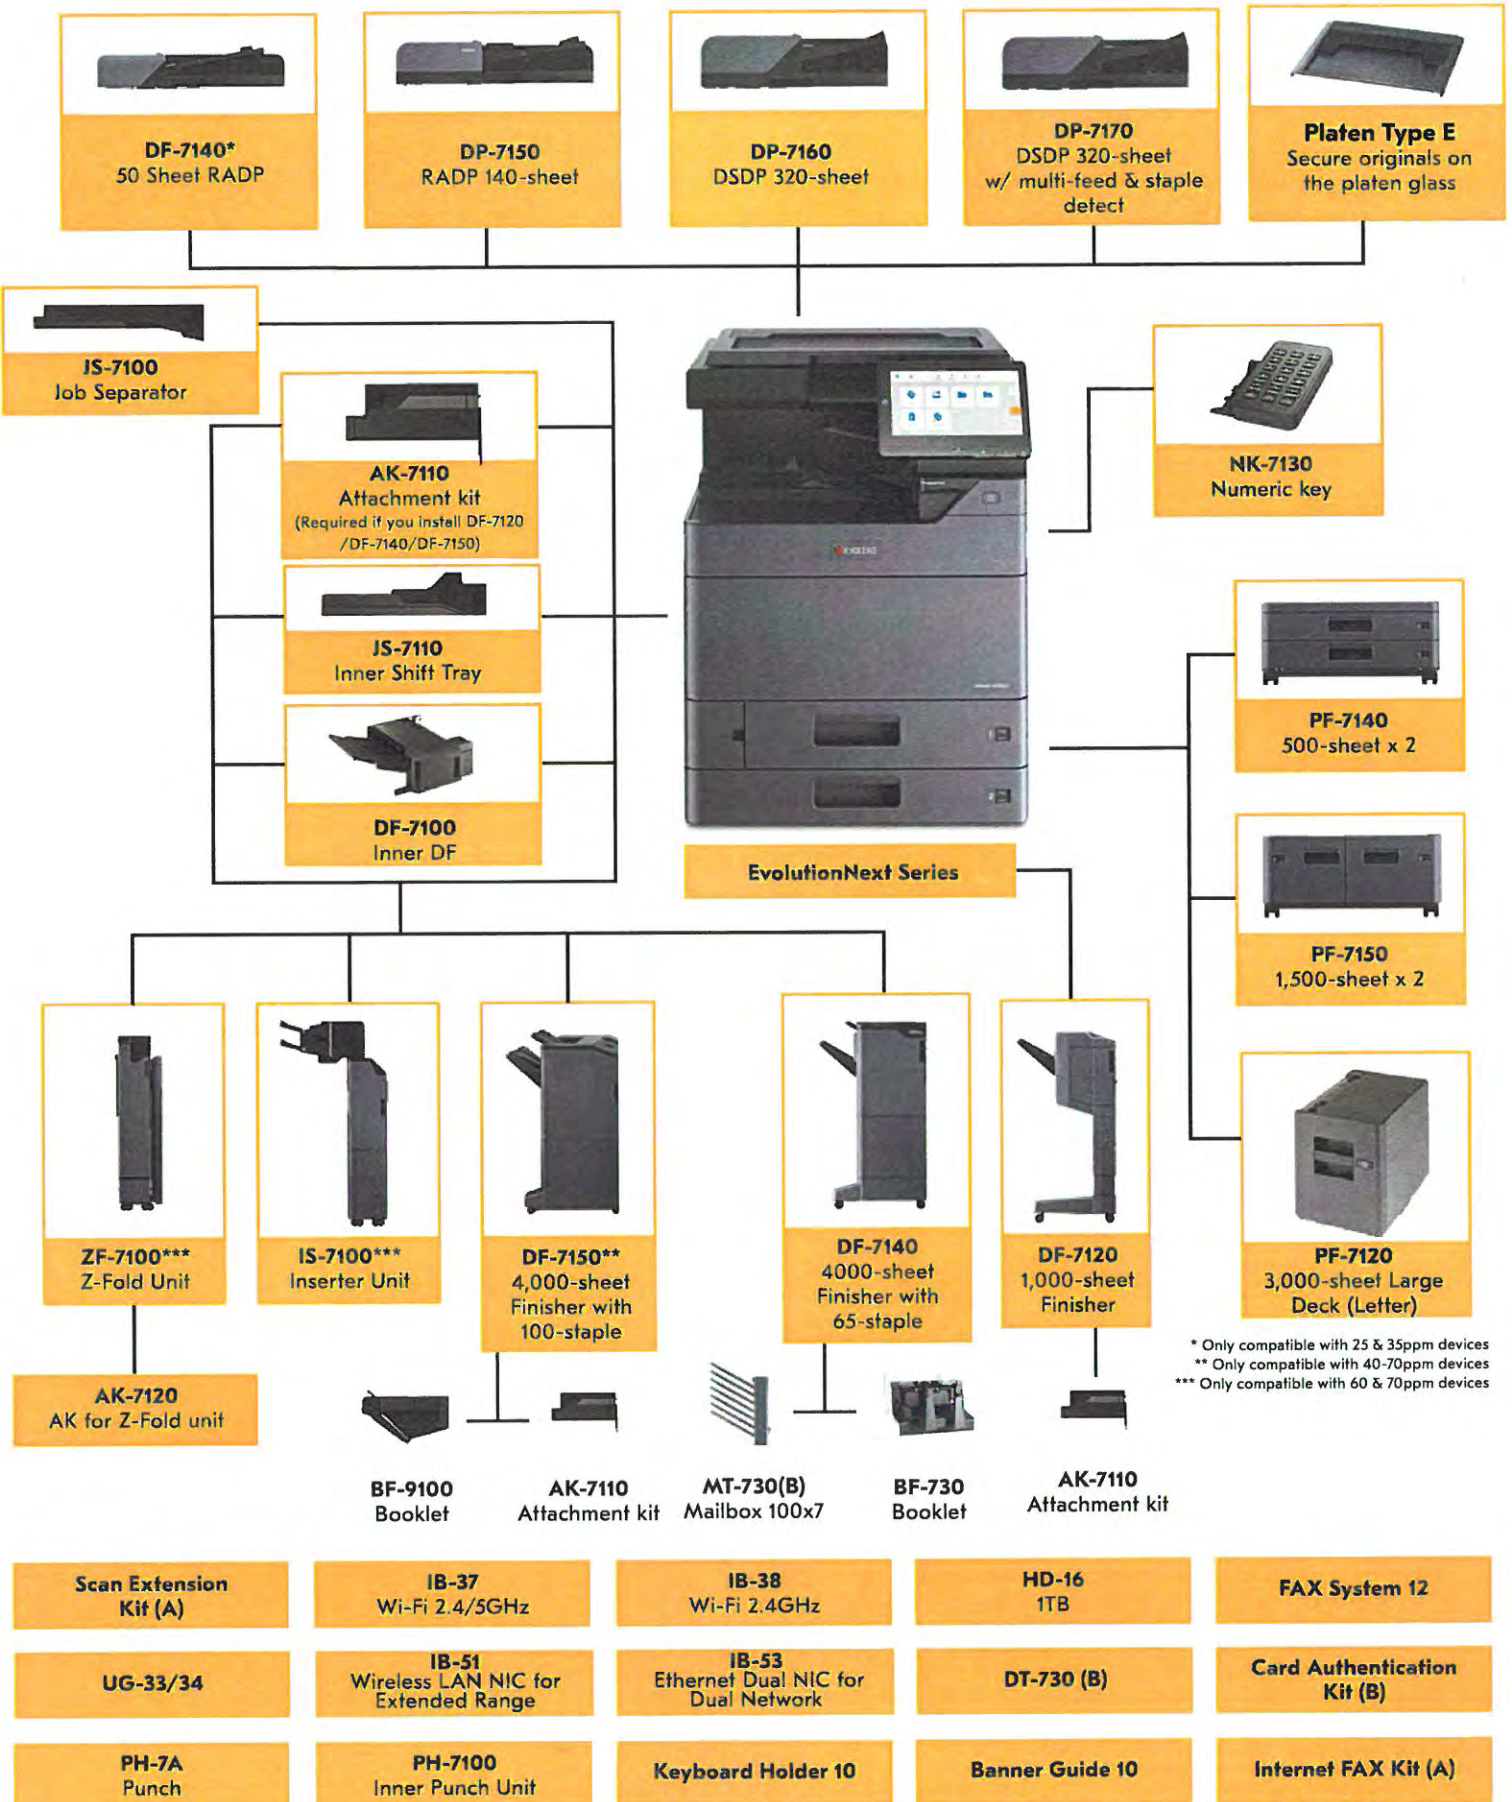 DF-7140*
50 Sheet RADP
DP-7150
RADP 140-sheet
DP-7160
DSDP 320-sheet
DP-7170
DSDP 320-sheet
w/ multi-feed & staple
detect
Platen Type E
Secure originals on
the platen glass
JS-7100
Job Separator
AK-7110
Attachment kit
(Required if you install DF-7120
/DF-7140/DF-7150)
JS-7110
Inner Shift Tray
DF-7100
Inner DF
KYOCERA
EvolutionNext Series
NK-7130
Numeric key
PF-7140
500-sheet x 2
PF-7150
1,500-sheet x 2
PF-7120
3,000-sheet Large
Deck (Letter)
ZF-7100***
Z-Fold Unit
IS-7100***
Inserter Unit
DF-7150**
4,000-sheet
Finisher with
100-staple
DF-7140
4000-sheet
Finisher with
65-staple
DF-7120
1,000-sheet
Finisher
* Only compatible with 25 & 35ppm devices
** Only compatible with 40-70ppm devices
*** Only compatible with 60 & 70ppm devices
AK-7120
AK for Z-Fold unit
BF-9100
Booklet
AK-7110
Attachment kit
MT-730(B)
Mailbox 100x7
BF-730
Booklet
AK-7110
Attachment kit
Scan Extension
Kit (A)
IB-37
Wi-Fi 2.4/5GHz
IB-38
Wi-Fi 2.4GHz
HD-16
1TB
FAX System 12
UG-33/34
IB-51
Wireless LAN NIC for
Extended Range
IB-53
Ethernet Dual NIC for
Dual Network
DT-730 (B)
Card Authentication
Kit (B)
PH-7A
Punch
PH-7100
Inner Punch Unit
Keyboard Holder 10
Banner Guide 10
Internet FAX Kit (A)